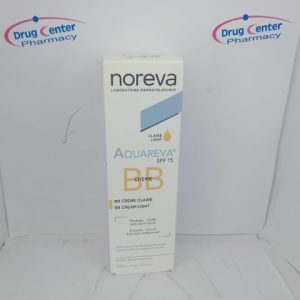 Drug Center
Pharmacy
Drug Center
Pharmacy
noreva
LABORATOIRE DERMATOLOGIQUE
CLAIRE
LIGHT
AQUAREVA
SPF 15
BB
CRÈME
BB CRÈME CLAIRE
BB CREAM LIGHT